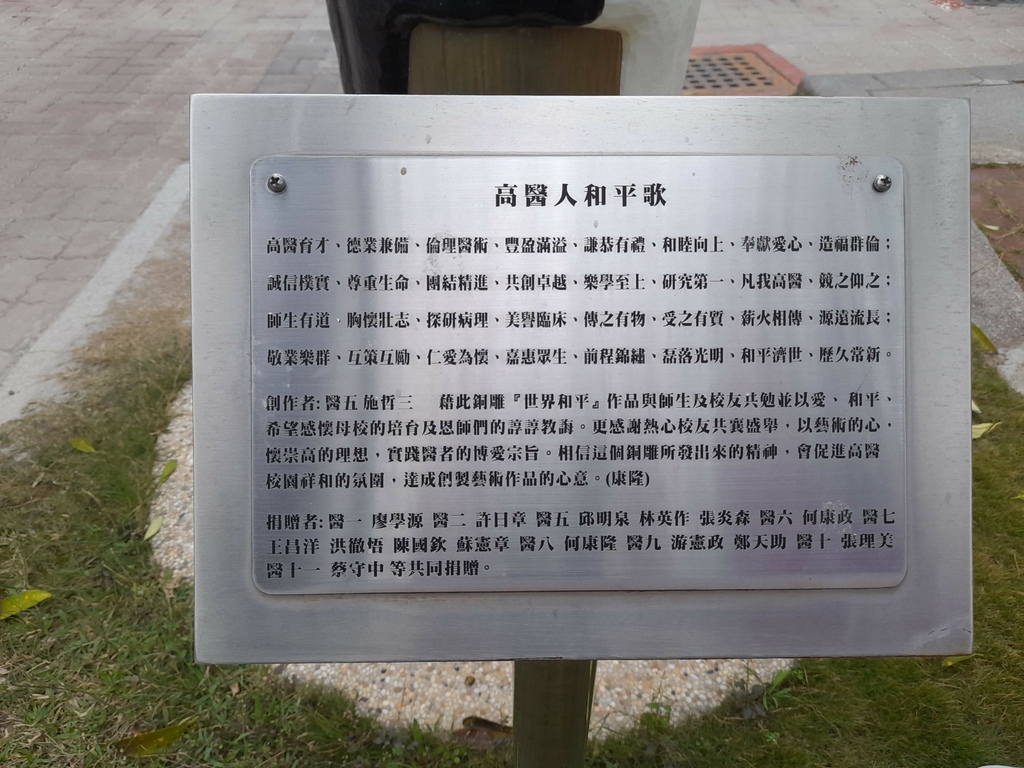 高醫人和平歌
高醫育才、德業兼備、倫理醫術、豐盈滿溢、謙恭有禮、和睦向上、奉獻愛心、造福群倫；
誠信樸實、尊重生命、團結精進、共創卓越、樂學至上、研究第一、凡我高醫、競之仰之；
師生有道、胸懷壯志、探研病理、美譽臨床、傳之有物、受之有質、薪火相傳、源遠流長；
敬業樂群、互策互勵、仁愛為懷、嘉惠眾生、前程錦繡、磊落光明、和平濟世、歷久常新。
創作者: 醫五 施哲三　藉此銅雕『世界和平』作品與師生及校友共勉並以愛、和平、
希望感懷母校的培育及恩師們的諄諄教誨。更感謝熱心校友共襄盛舉，以藝術的心，
懷崇高的理想，實踐醫者的博愛宗旨。相信這個銅雕所發出來的精神，會促進高醫
校園祥和的氛圍，達成創製藝術作品的心意。(康隆)
捐贈者: 醫一 廖學源 醫二 許日章 醫五 邱明泉 林英作 張炎森 醫六 何康政 醫七
王昌洋 洪徹悟 陳國欽 蘇憲章 醫八 何康隆 醫九 游憲政 鄭天助 醫十 張理美
醫十一 蔡守中 等共同捐贈。